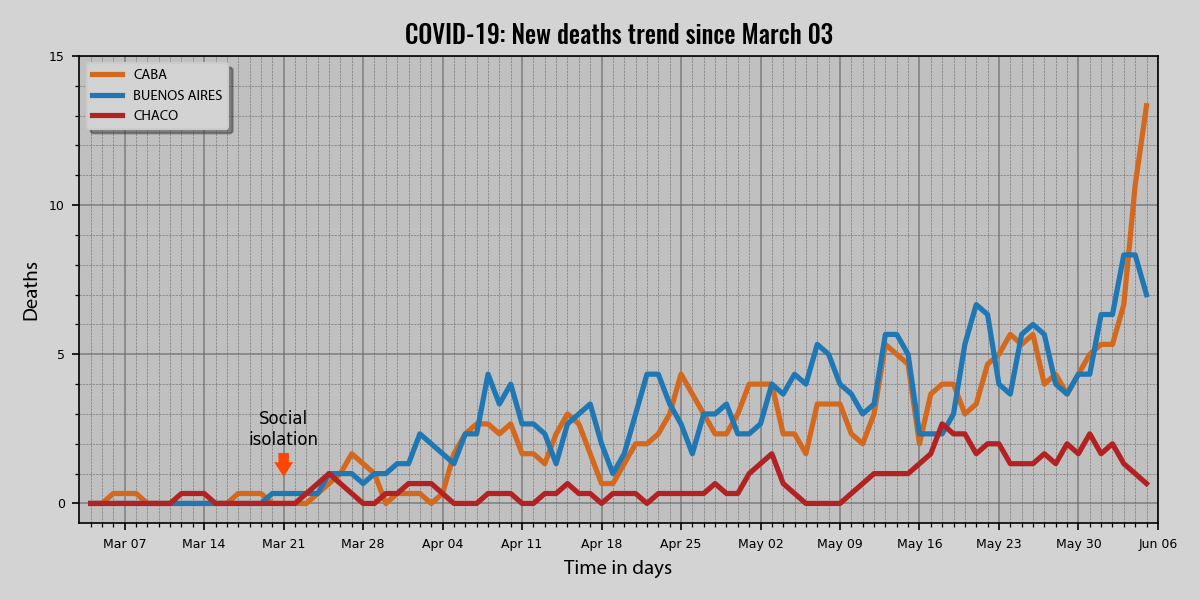 COVID-19: New deaths trend since March 03
15
10
5
0
Deaths
CABA
BUENOS AIRES
CHACO
Social
isolation
Mar 07 Mar 14 Mar 21 Mar 28 Apr 04 Apr 11 Apr 18 Apr 25 May 02 May 09 May 16 May 23 May 30 Jun 06
Time in days